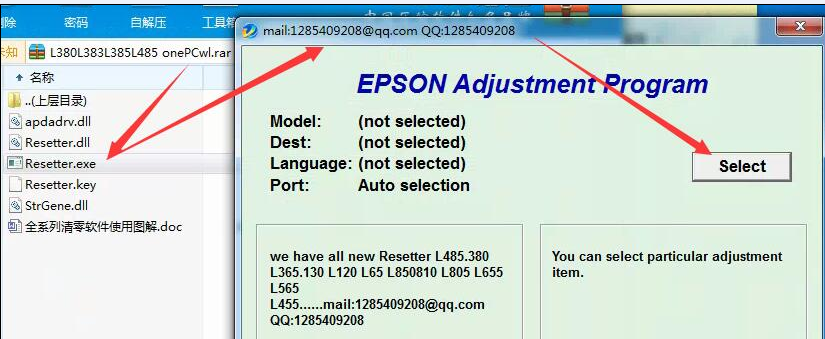 删除
密码
自解压
工具箱
未知
L380L383L385L485 onePCwl.rar
名称
..(上层目录)
apdadrv.dll
Resetter.dll
Resetter.exe
Resetter.key
StrGene.dll
全系列清零软件使用图解.doc
mail:1285409208@qq.com QQ:1285409208
EPSON Adjustment Program
Model: (not selected)
Dest: (not selected)
Language: (not selected)
Port: Auto selection
Select
we have all new Resetter L485.380
L365.130 L120 L65 L850810 L805 L655
L565
L455......mail:1285409208@qq.com
QQ:1285409208
You can select particular adjustment
item.